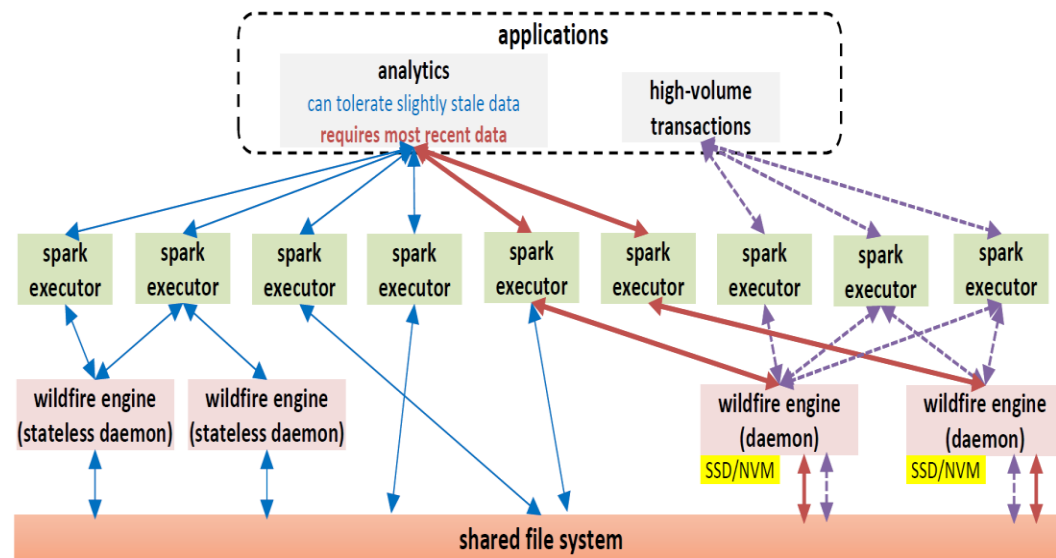 applications
analytics
can tolerate slightly stale data
requires most recent data
high-volume
transactions
spark
executor
spark
executor
spark
executor
spark
executor
spark
executor
spark
executor
spark
executor
spark
executor
spark
executor
wildfire engine
(stateless daemon)
wildfire engine
(stateless daemon)
wildfire engine
(daemon)
SSD/NVM
wildfire engine
(daemon)
SSD/NVM
shared file system